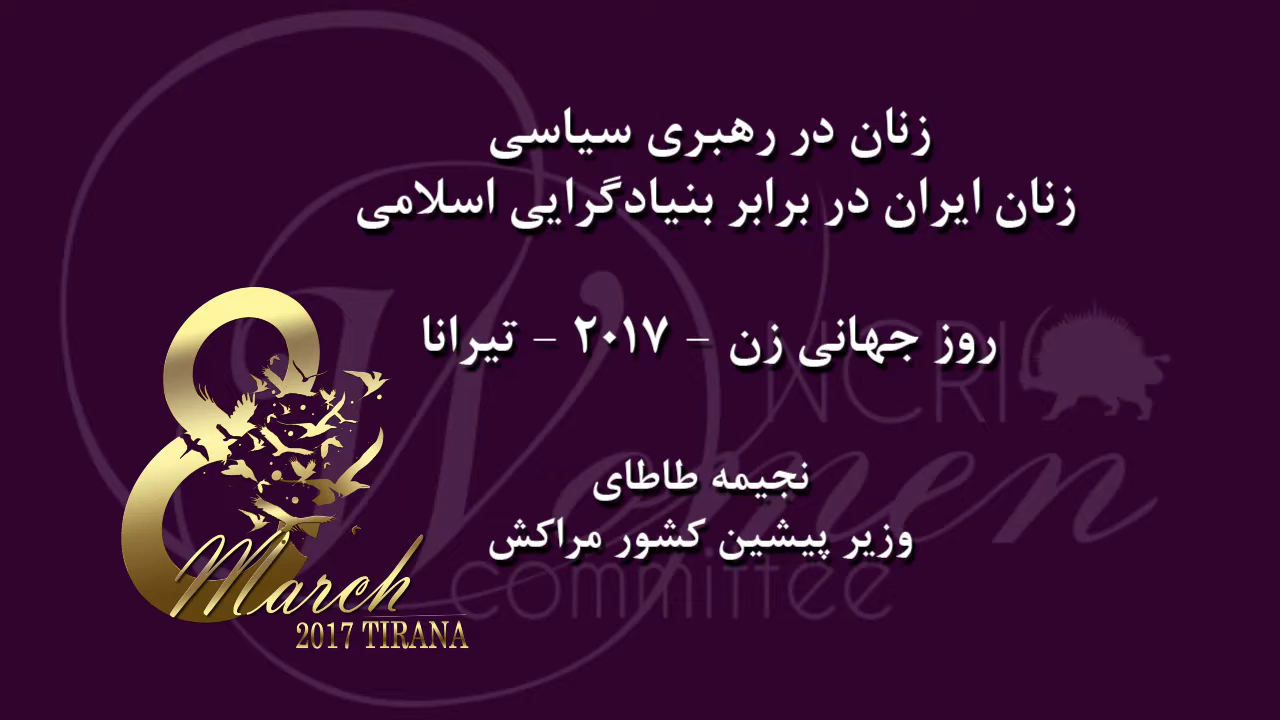 زنان در رهبری سیاسی
زنان ایران در برابر بنیادگرایی اسلامی
روز جهانی زن – ۲۰۱۷ – تیرانا
نجیمه طاطای
وزیر پیشین کشور مراکش
8
March
2017 TIRANA
NCRI
Women
committee